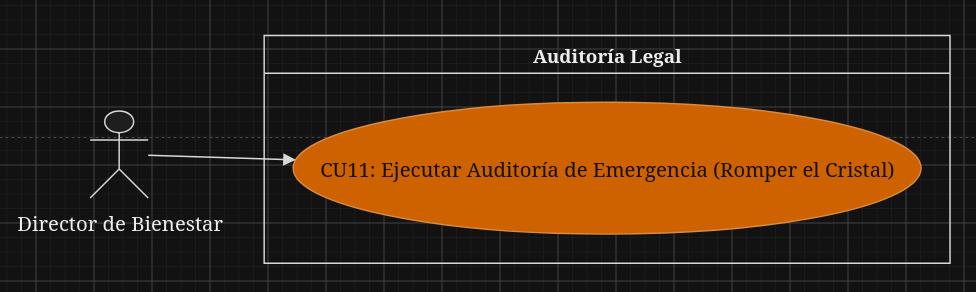 Auditoría Legal
CU11: Ejecutar Auditoría de Emergencia (Romper el Cristal)
Director de Bienestar